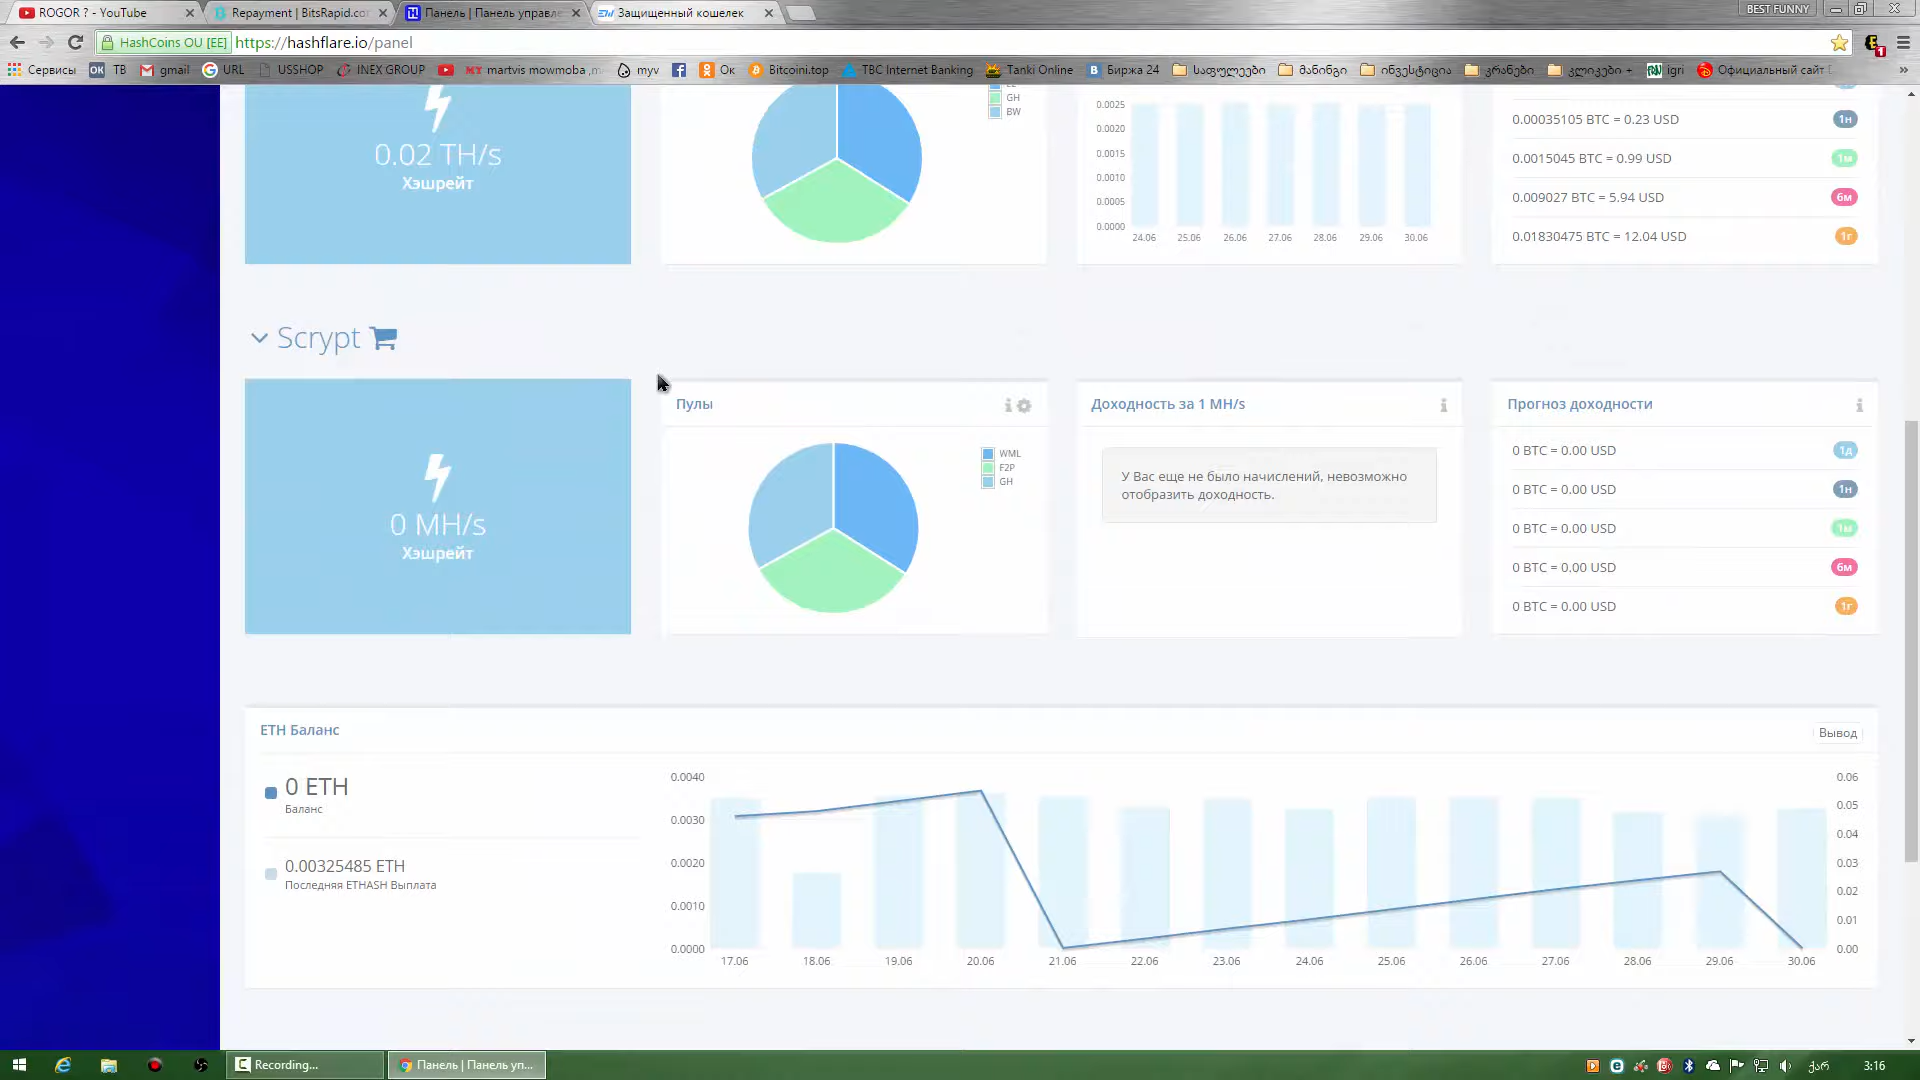 ROGOR ? - YouTube
Repayment | BitsRapid.co
Панель | Панель управле
Защищенный кошелек
BEST FUNNY
HashCoins OU [EE]
https://hashflare.io/panel
1
Сервисы
TB
gmail
URL
USSHOP
INEX GROUP
martvis mowmoba ,m
myv
Ок
Bitcoini.top
TBC Internet Banking
Tanki Online
Биржа 24
საფულეები
მანინგი
ინვესტიცია
კრანები
კლიკები +
igri
Официальный сайт
0.02 TH/s
Хэшрейт
GH
BW
0.0025
0.0020
0.0015
0.0010
0.0005
0.0000
24.06 25.06 26.06 27.06 28.06 29.06 30.06
0.00035105 BTC = 0.23 USD 1н
0.0015045 BTC = 0.99 USD 1м
0.009027 BTC = 5.94 USD 6м
0.01830475 BTC = 12.04 USD 1г
Scrypt
0 MH/s
Хэшрейт
Пулы
WML
F2P
GH
Доходность за 1 MH/s
У Вас еще не было начислений, невозможно
отобразить доходность.
Прогноз доходности
0 BTC = 0.00 USD 1д
0 BTC = 0.00 USD 1н
0 BTC = 0.00 USD 1м
0 BTC = 0.00 USD 6м
0 BTC = 0.00 USD 1г
ETH Баланс
Вывод
0 ETH
Баланс
0.00325485 ETH
Последняя ETHASH Выплата
0.0040
0.0030
0.0020
0.0010
0.0000
0.06
0.05
0.04
0.03
0.02
0.01
0.00
17.06 18.06 19.06 20.06 21.06 22.06 23.06 24.06 25.06 26.06 27.06 28.06 29.06 30.06
Recording...
Панель | Панель уп...
ქარ
3:16